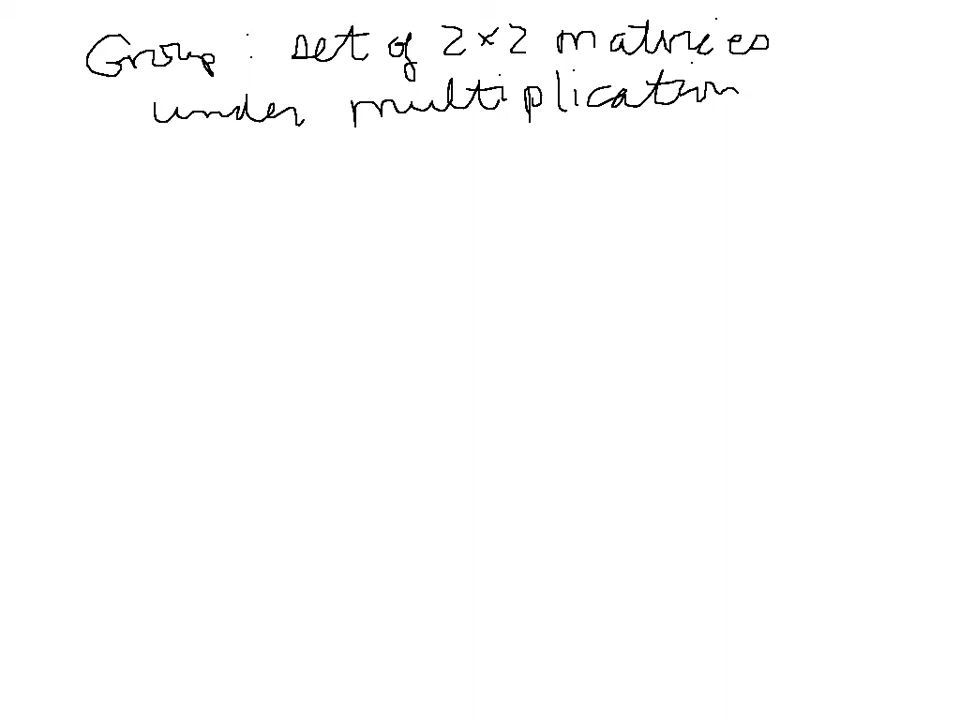 Group : set of 2×2 matrices
under multiplication